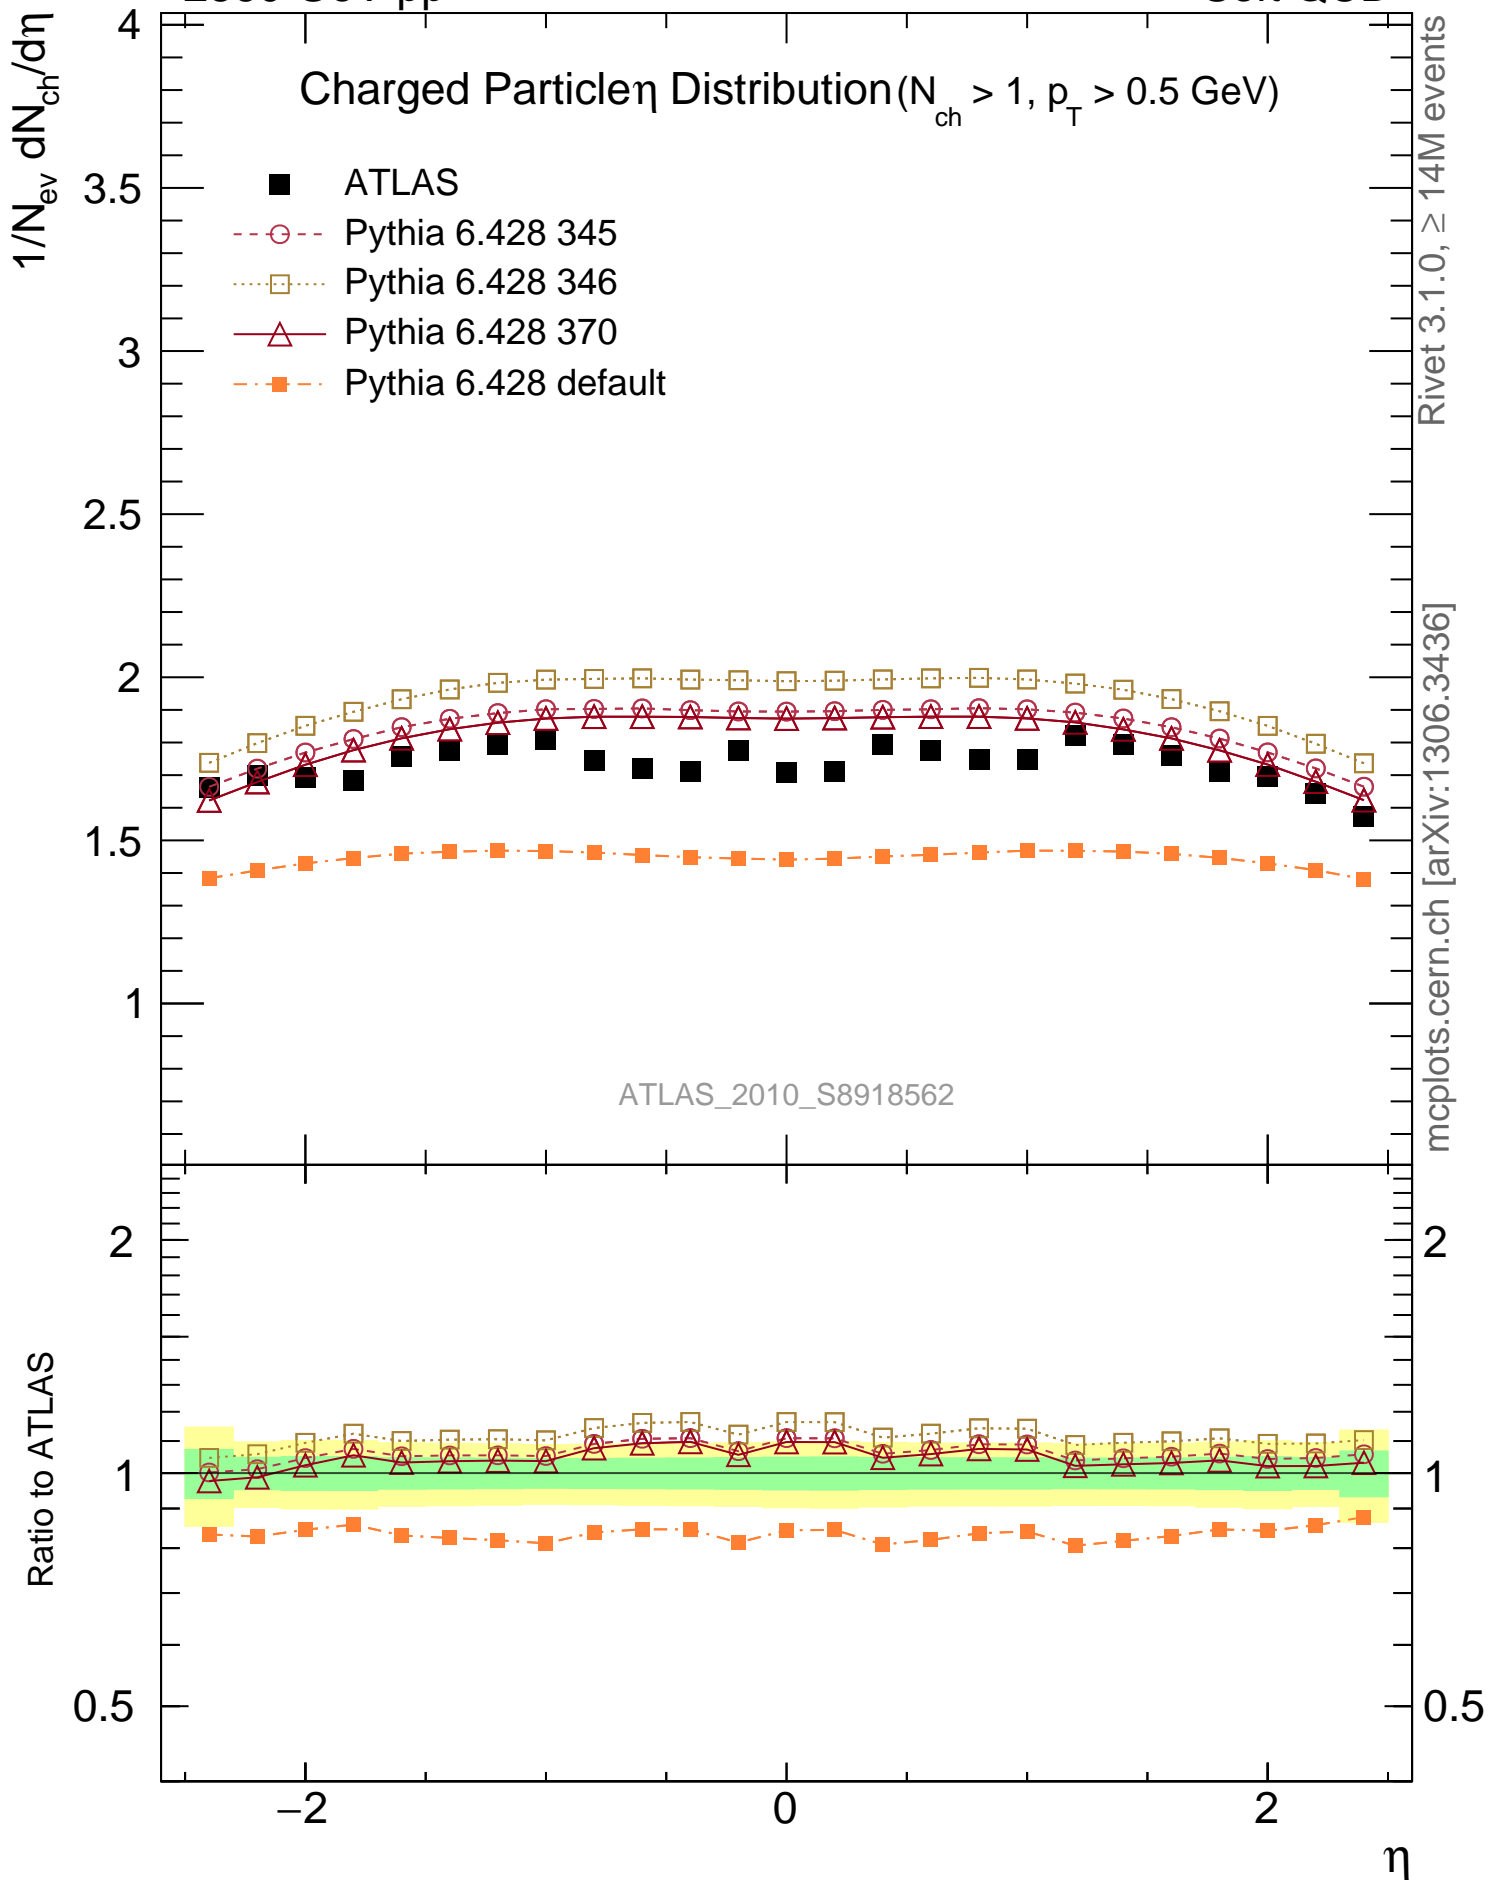 1/N_ev dN_ch/dη
Charged Particleη Distribution (N_ch > 1, p_T > 0.5 GeV)
ATLAS
Pythia 6.428 345
Pythia 6.428 346
Pythia 6.428 370
Pythia 6.428 default
4
3.5
3
2.5
2
1.5
1
ATLAS_2010_S8918562
Rivet 3.1.0, ≥ 14M events
mcplots.cern.ch [arXiv:1306.3436]
Ratio to ATLAS
2
1
0.5
2
1
0.5
−2
0
2
η